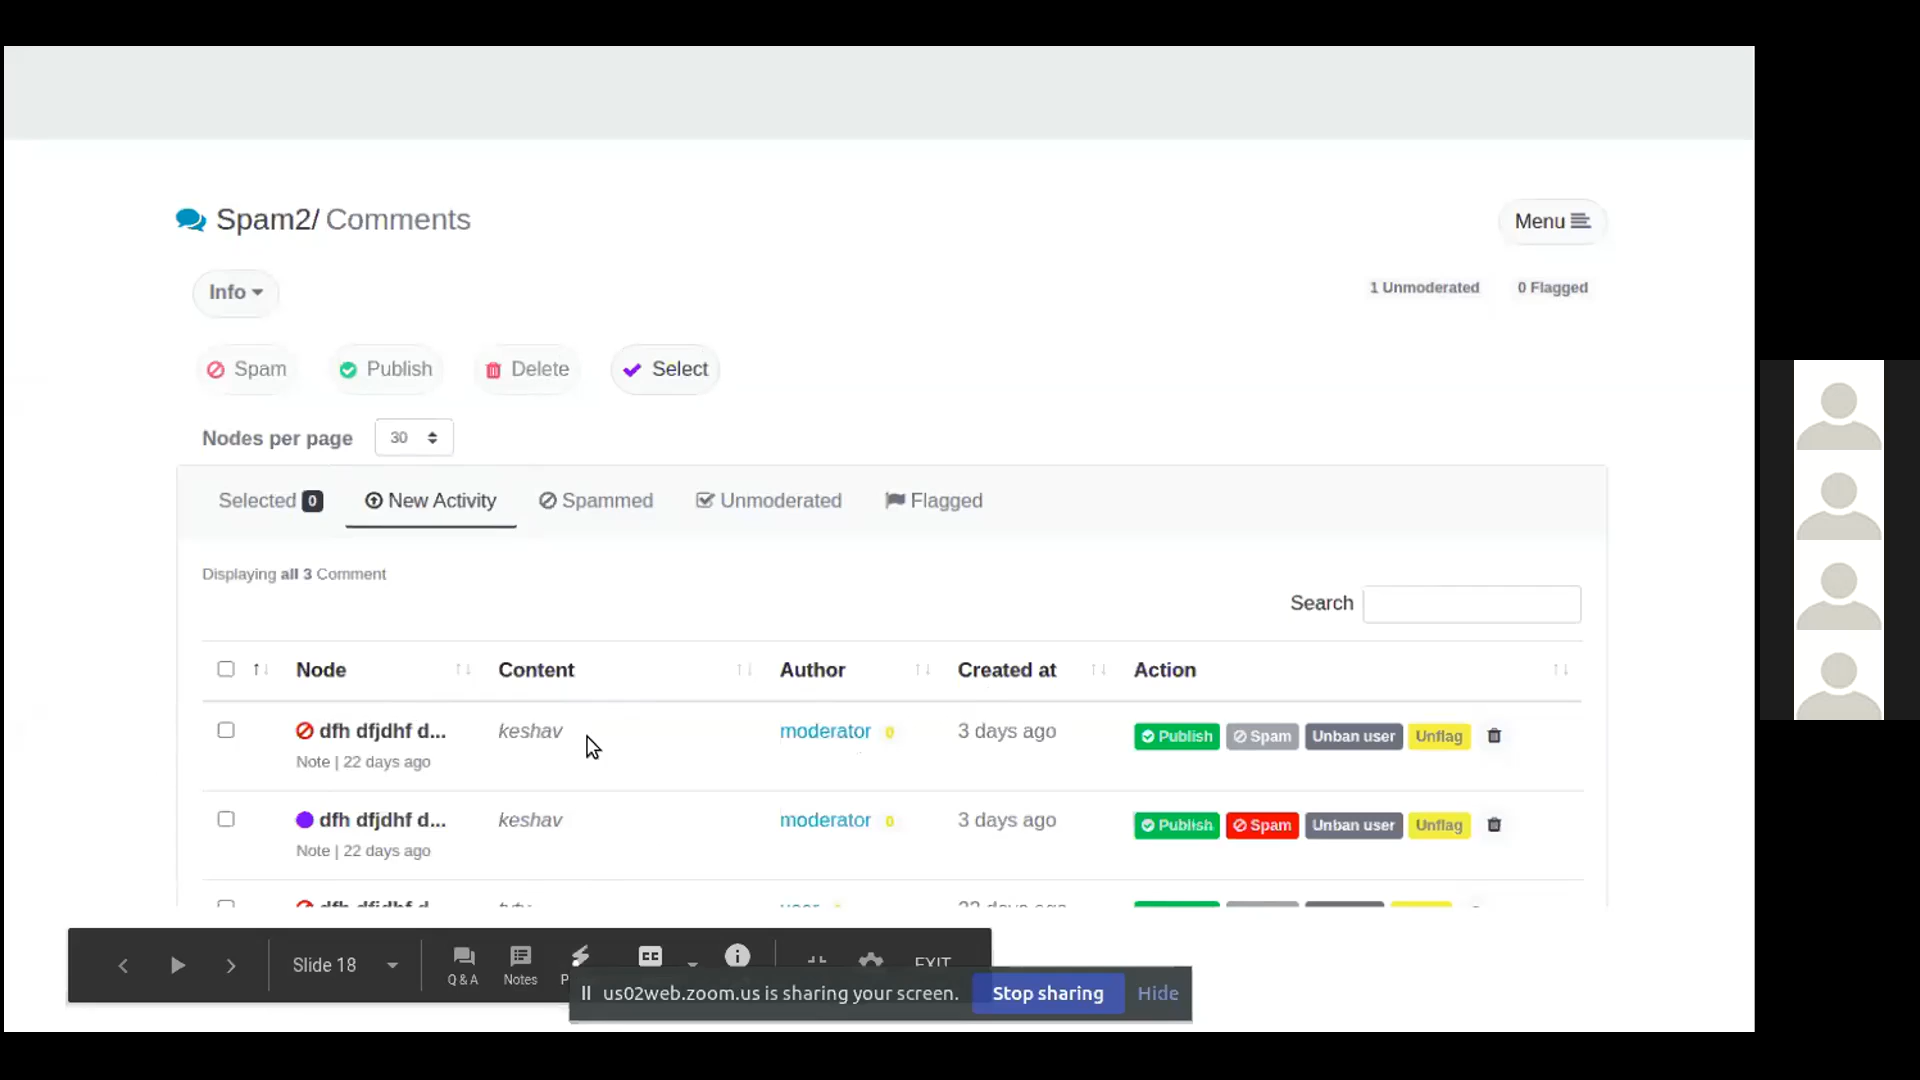 Spam2/ Comments
Menu
Info
1 Unmoderated 0 Flagged
Spam Publish Delete Select
Nodes per page 30
Selected 0 New Activity Spammed Unmoderated Flagged
Displaying all 3 Comment
Search
Node Content Author Created at Action
dfh dfjdhf d... keshav moderator 0 3 days ago Publish Spam Unban user Unflag
Note | 22 days ago
dfh dfjdhf d... keshav moderator 0 3 days ago Publish Spam Unban user Unflag
Note | 22 days ago
Slide 18 Q & A Notes CC EXIT
us02web.zoom.us is sharing your screen. Stop sharing Hide